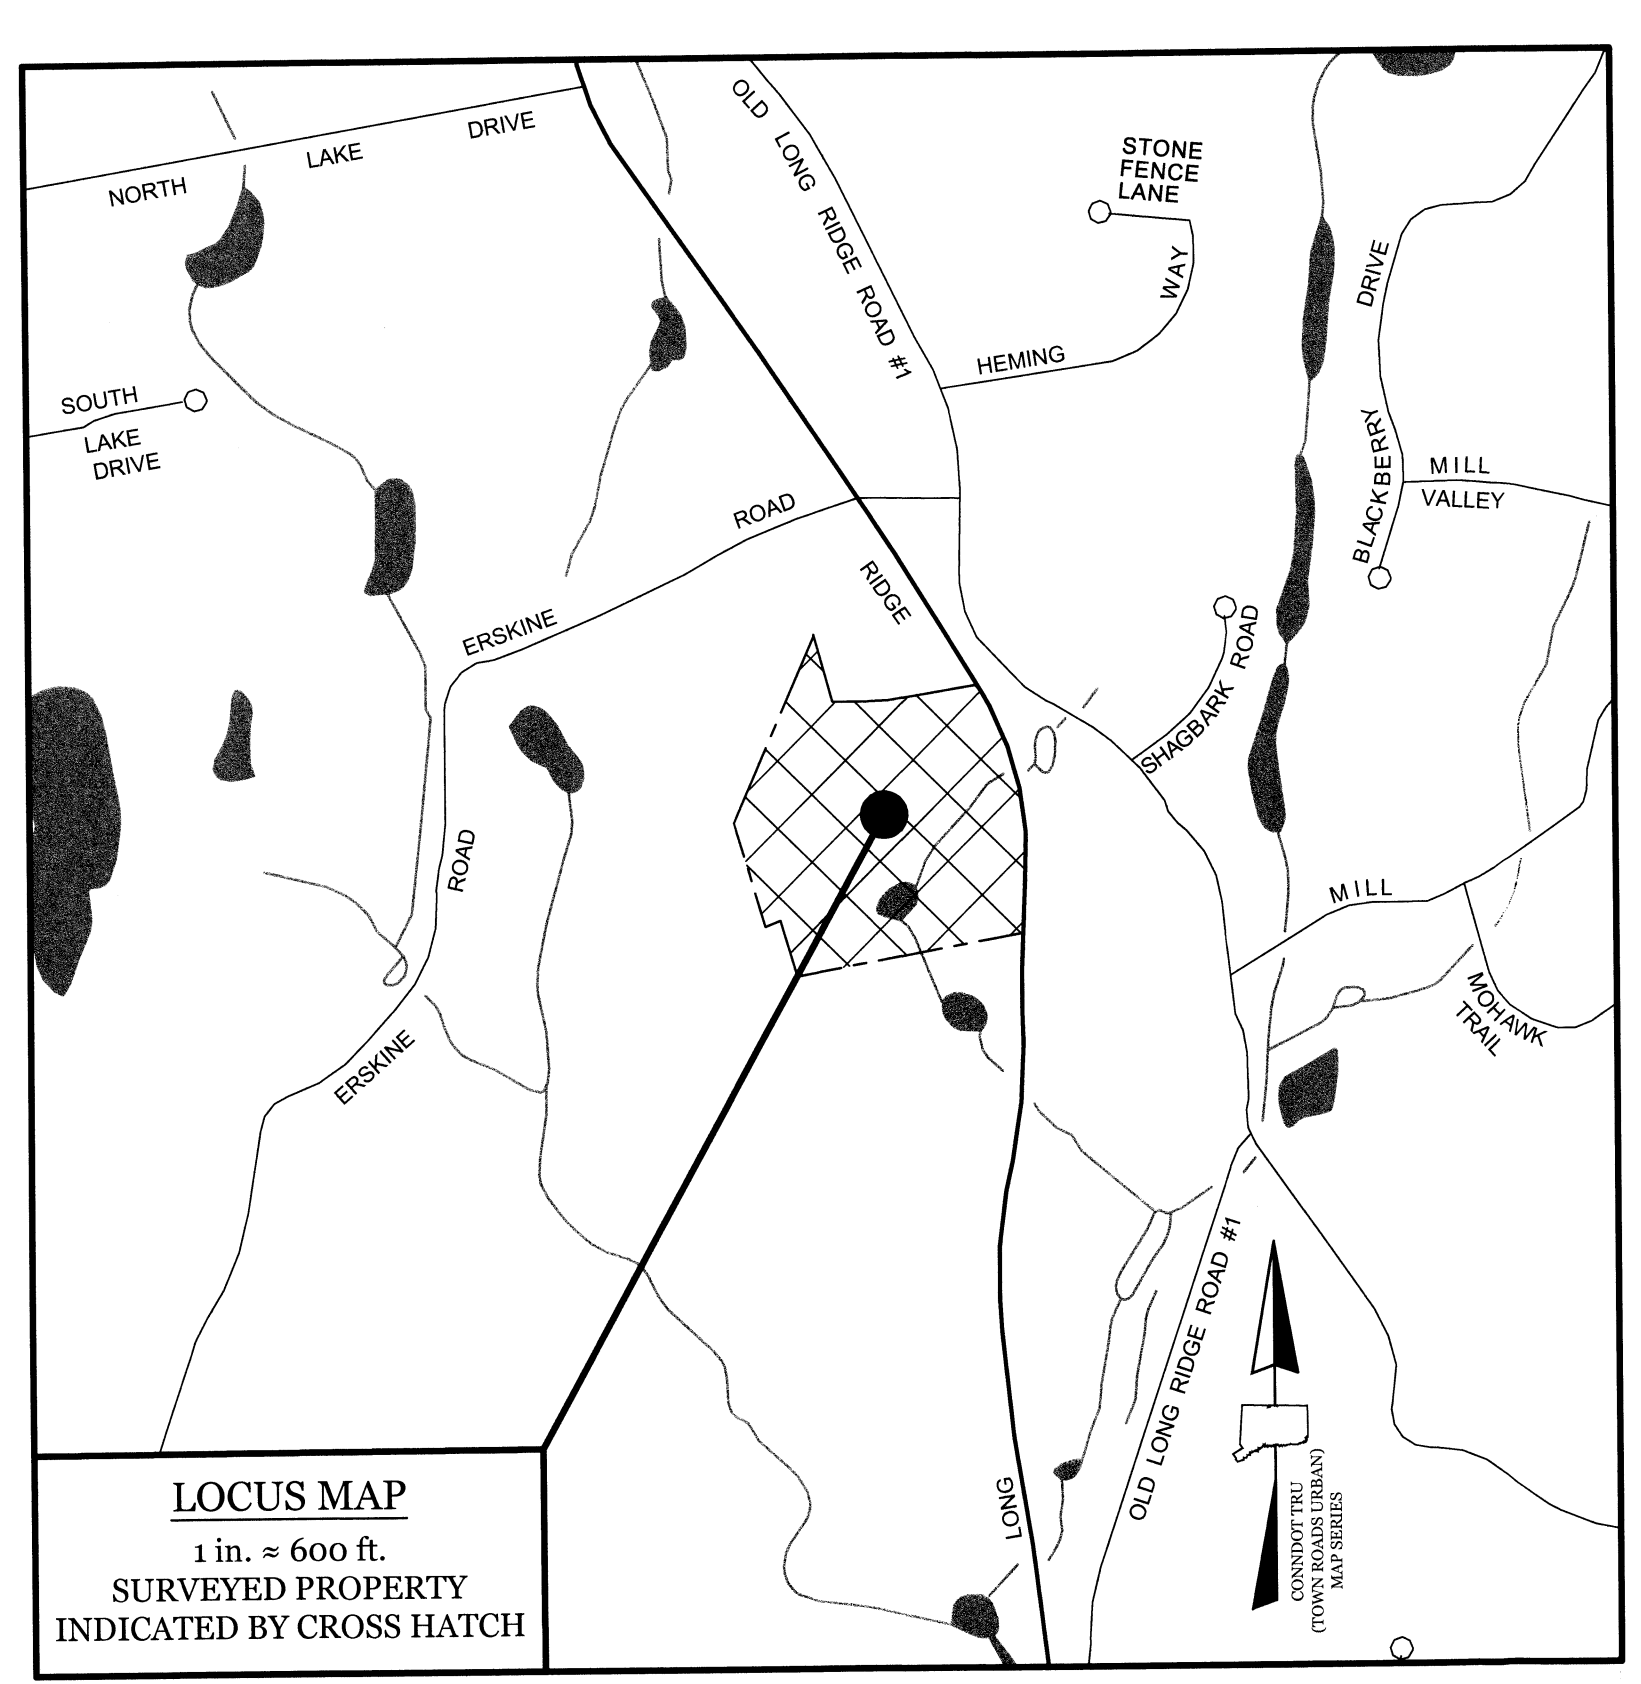 NORTH LAKE DRIVE
OLD LONG RIDGE ROAD #1
STONE
FENCE
LANE
HEMING WAY
BLACKBERRY DRIVE
MILL
VALLEY
SOUTH
LAKE
DRIVE
ERSKINE ROAD
RIDGE
SHAGBARK ROAD
ROAD
ERSKINE
MILL
MOHAWK
TRAIL
OLD LONG RIDGE ROAD #1
LONG
CONNDOT TRU
(TOWN ROADS URBAN)
MAP SERIES
LOCUS MAP
1 in. ≈ 600 ft.
SURVEYED PROPERTY
INDICATED BY CROSS HATCH